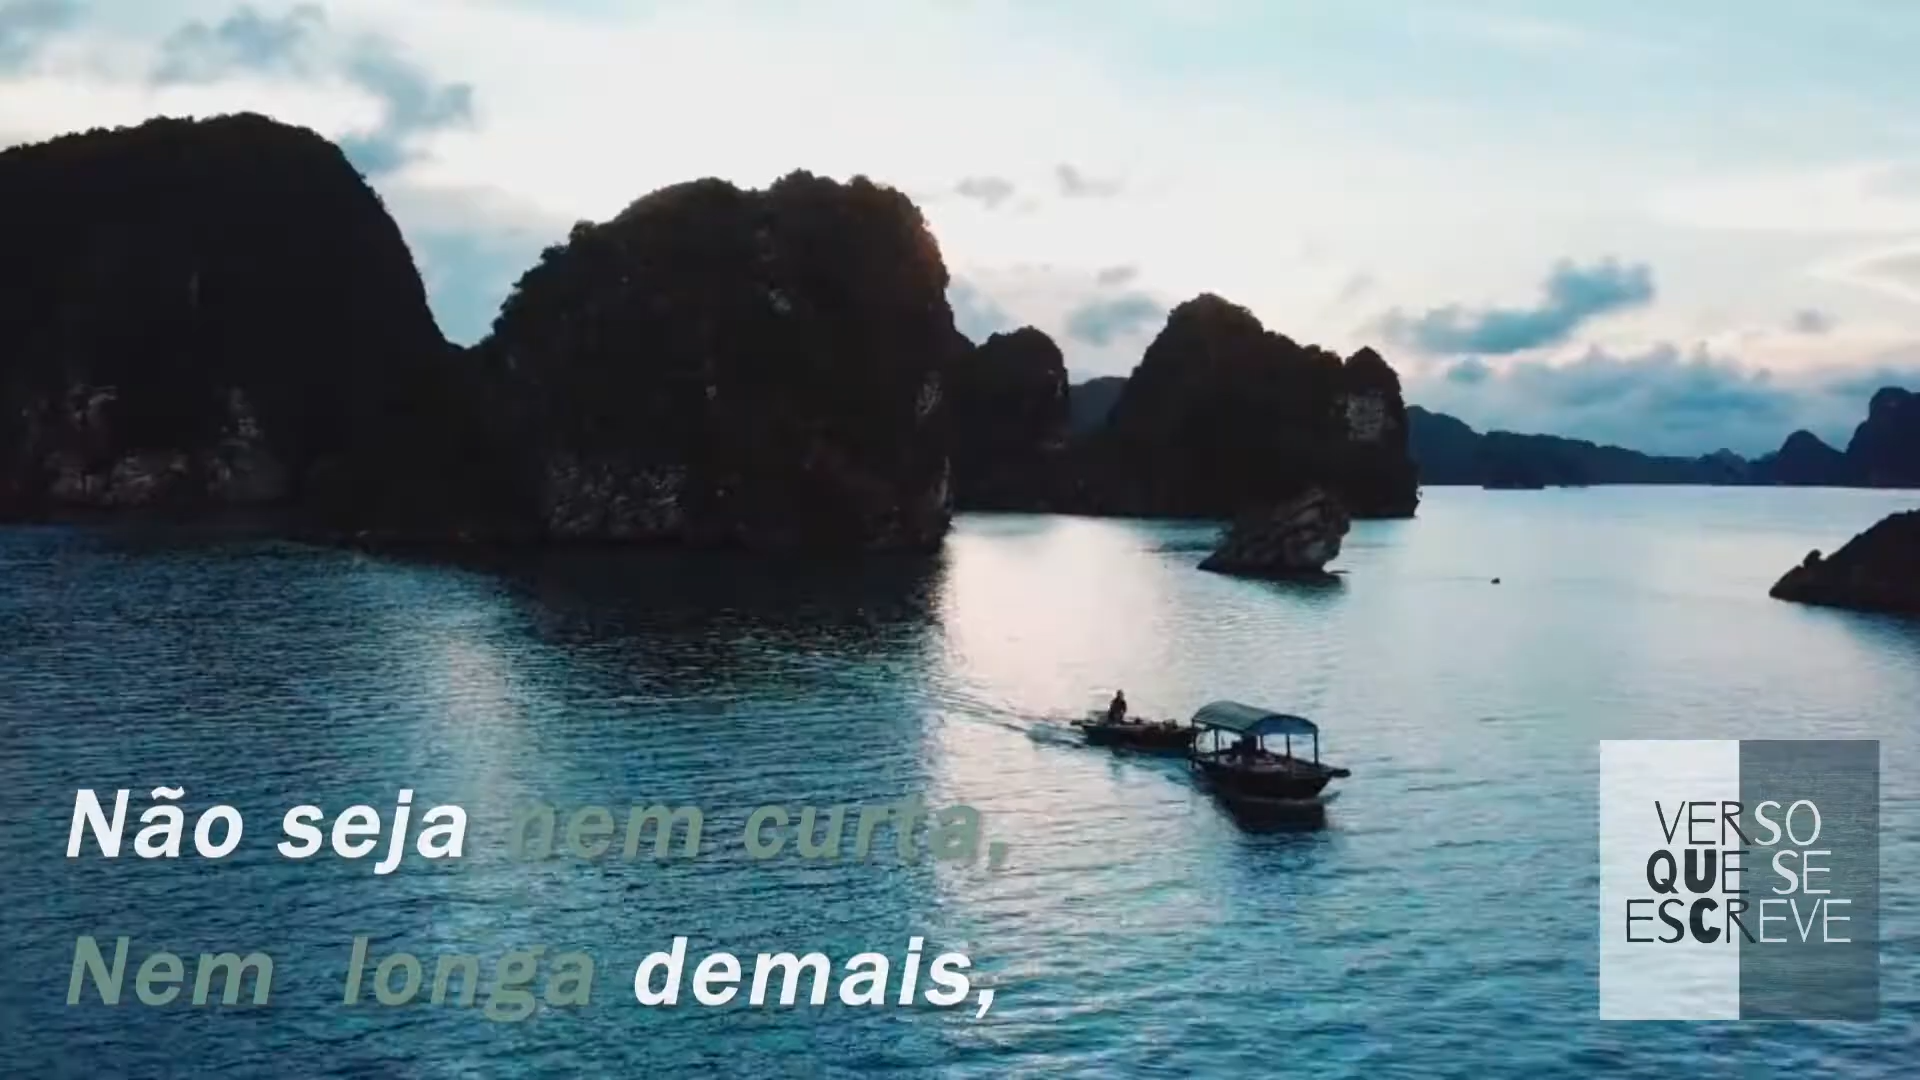 Não seja nem curta,
Nem longa demais,
VERSO
QUE SE
ESCREVE